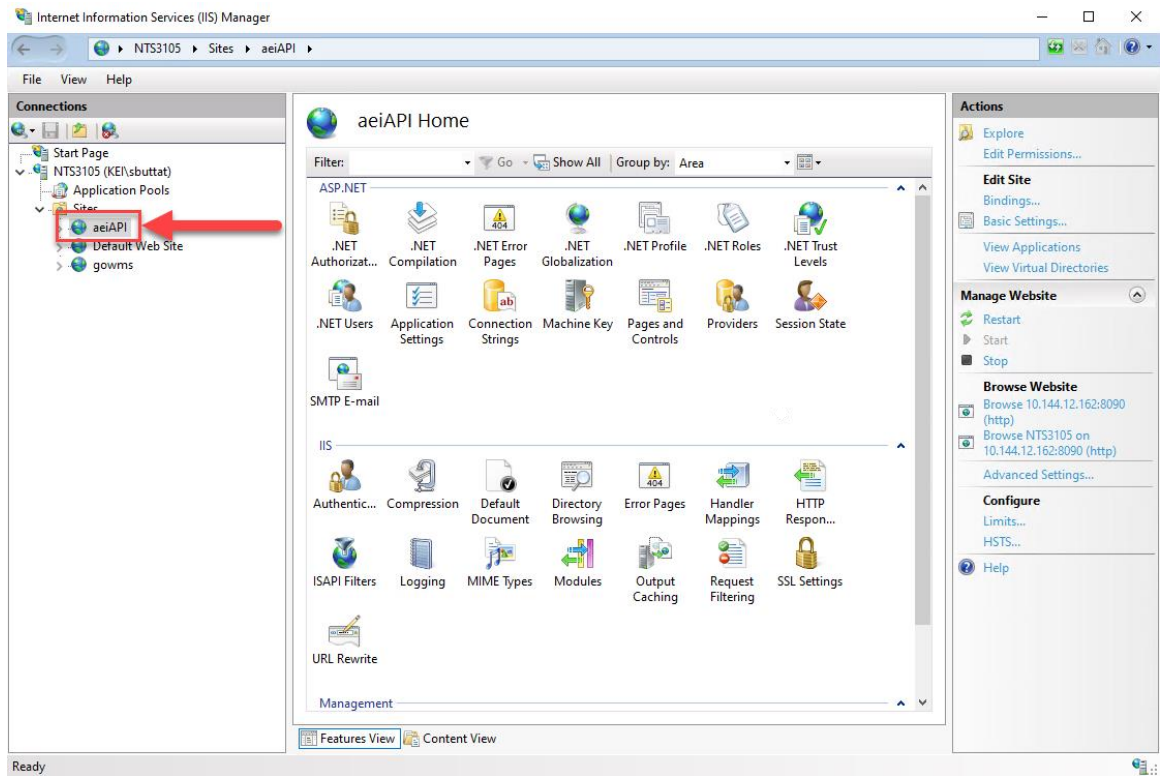 Internet Information Services (IIS) Manager
NTS3105 Sites aeiAPI
File View Help
Connections
Start Page
NTS3105 (KEI\sbuttat)
Application Pools
Sites
aeiAPI
Default Web Site
gowms
aeiAPI Home
Filter: Go Show All Group by: Area
ASP.NET
.NET Authorizat...
.NET Compilation
.NET Error Pages
404
.NET Globalization
.NET Profile
.NET Roles
.NET Trust Levels
.NET Users
Application Settings
ab
Connection Strings
Machine Key
Pages and Controls
Providers
Session State
SMTP E-mail
IIS
Authentic...
Compression
Default Document
Directory Browsing
404
Error Pages
Handler Mappings
HTTP Respon...
ISAPI Filters
Logging
MIME Types
Modules
Output Caching
Request Filtering
SSL Settings
URL Rewrite
Management
Features View Content View
Actions
Explore
Edit Permissions...
Edit Site
Bindings...
Basic Settings...
View Applications
View Virtual Directories
Manage Website
Restart
Start
Stop
Browse Website
Browse 10.144.12.162:8090
(http)
Browse NTS3105 on
10.144.12.162:8090 (http)
Advanced Settings...
Configure
Limits...
HSTS...
Help
Ready